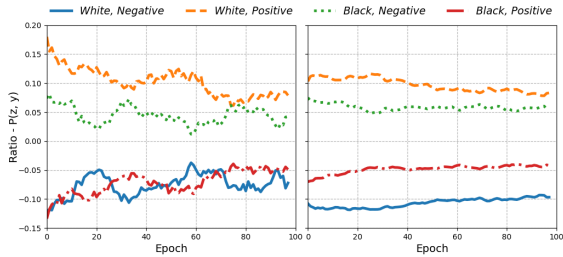 White, Negative White, Positive Black, Negative Black, Positive
Ratio - P(z, y)
0.20
0.15
0.10
0.05
0.00
−0.05
−0.10
−0.15
0 20 40 60 80 100 0 20 40 60 80 100
Epoch Epoch